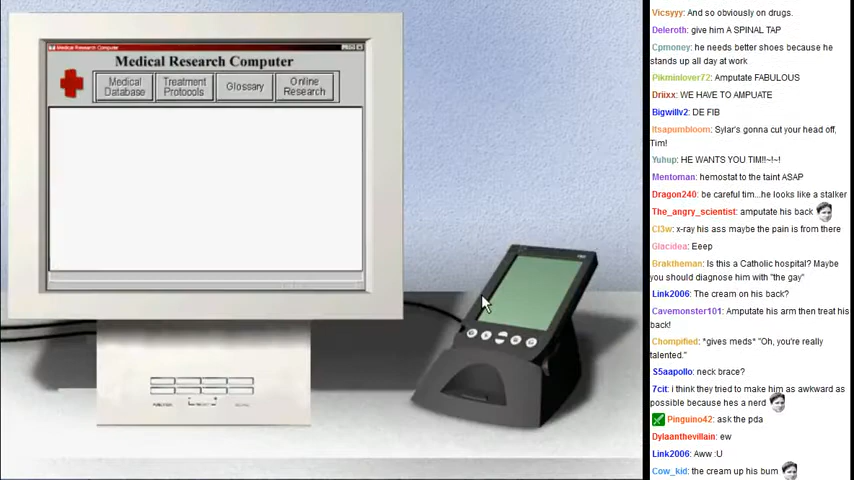 Medical Research Computer
Medical Research Computer
Medical
Database
Treatment
Protocols
Glossary
Online
Research
Vicsyyy: And so obviously on drugs.
Deleroth: give him A SPINAL TAP
Cpmoney: he needs better shoes because he
stands up all day at work
Pikminlover72: Amputate FABULOUS
Driixx: WE HAVE TO AMPUATE
Bigwillv2: DE FIB
Itsapumbloom: Sylar's gonna cut your head off,
Tim!
Yuhup: HE WANTS YOU TIM!!~!~!
Mentoman: hemostat to the taint ASAP
Dragon240: be careful tim...he looks like a stalker
The_angry_scientist: amputate his back
Cl3w: x-ray his ass maybe the pain is from there
Glacidea: Eeep
Braktheman: Is this a Catholic hospital? Maybe
you should diagnose him with "the gay"
Link2006: The cream on his back?
Cavemonster101: Amputate his arm then treat his
back!
Chompified: *gives meds* "Oh, you're really
talented."
S5aapollo: neck brace?
7cit: i think they tried to make him as awkward as
possible because hes a nerd
Pinguino42: ask the pda
Dylaanthevillain: ew
Link2006: Aww :U
Cow_kid: the cream up his bum